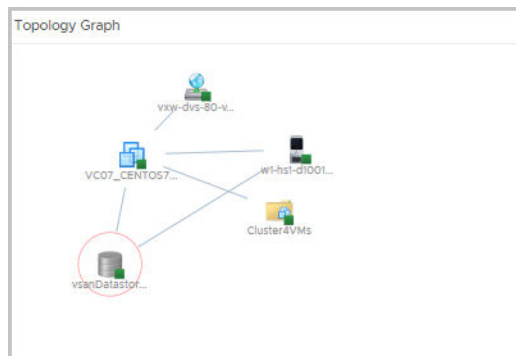 Topology Graph
vxw-dvs-80-v...
VC07_CENTOS7...
w1-hs1-d1001...
Cluster4VMs
vsanDatastor...